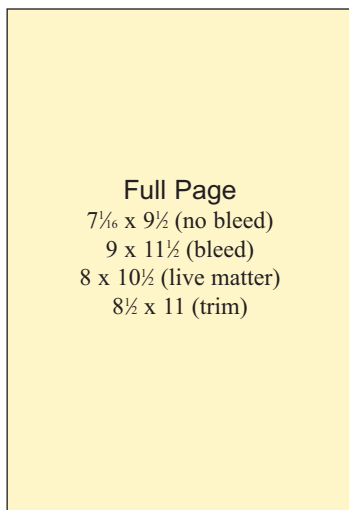 Full Page
7 1⁄16 x 9½ (no bleed)
9 x 11½ (bleed)
8 x 10½ (live matter)
8½ x 11 (trim)